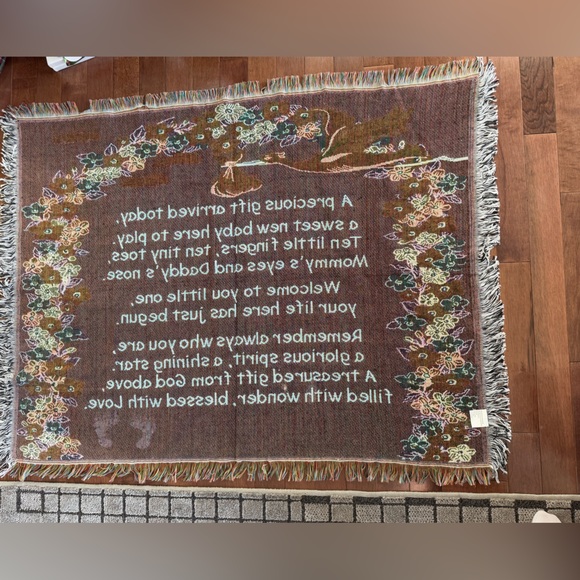 A precious gift arrived today,
a sweet new baby here to play.
Ten little fingers, ten tiny toes.
Mommy's eyes and Daddy's nose.
Welcome to you little one,
your life here has just begun.
Remember always who you are,
a glorious spirit, a shining star.
A treasured gift from God above,
filled with wonder, blessed with Love.